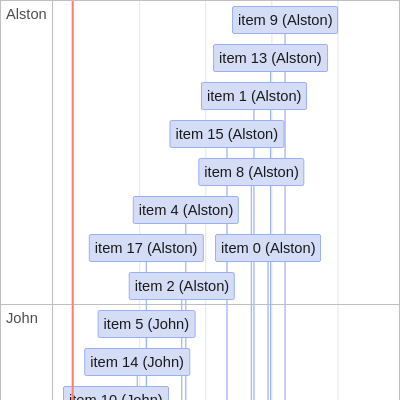 Alston
item 9 (Alston)
item 13 (Alston)
item 1 (Alston)
item 15 (Alston)
item 8 (Alston)
item 4 (Alston)
item 17 (Alston) item 0 (Alston)
item 2 (Alston)
John
item 5 (John)
item 14 (John)
item 10 (John)